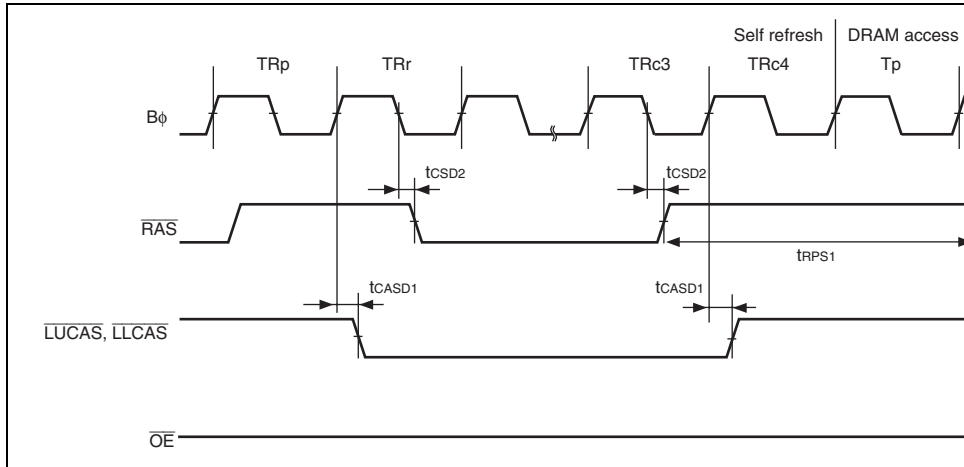 Self refresh DRAM access
TRp TRr TRc3 TRc4 Tp
Bϕ
tCSD2 tCSD2
RAS
tRPS1
tCASD1 tCASD1
LUCAS, LLCAS
OE